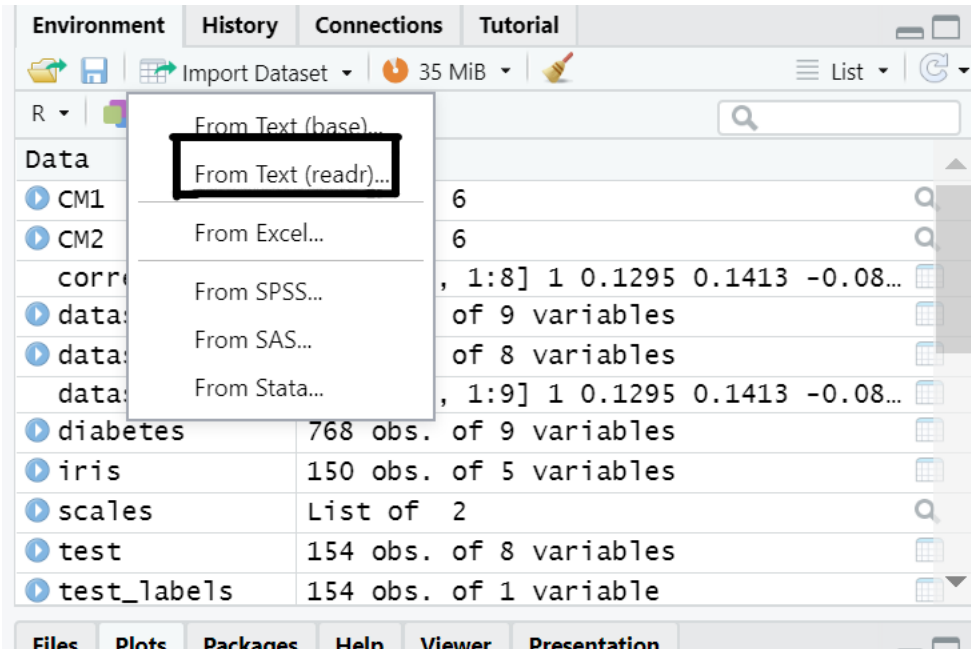 Environment History Connections Tutorial
Import Dataset 35 MiB List
R
From Text (base)...
From Text (readr)...
From Excel...
From SPSS...
From SAS...
From Stata...
Data
CM1 6
CM2 6
corre , 1:8] 1 0.1295 0.1413 -0.08...
datas of 9 variables
datas of 8 variables
datas , 1:9] 1 0.1295 0.1413 -0.08...
diabetes 768 obs. of 9 variables
iris 150 obs. of 5 variables
scales List of 2
test 154 obs. of 8 variables
test_labels 154 obs. of 1 variable
Files Plots Packages Help Viewer Presentation